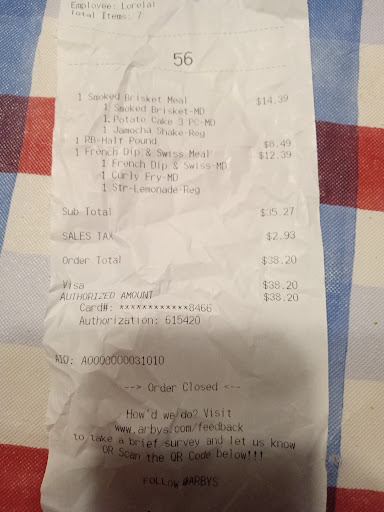 Employee: Lorelai
Total Items: 7
56
1 Smoked Brisket Meal $14.39
1 Smoked Brisket-MD
1 Potato Cake 3 PC-MD
1 Jamocha Shake-Reg
1 RB-Half Pound $8.49
1 French Dip & Swiss Meal $12.39
1 French Dip & Swiss-MD
1 Curly Fry-MD
1 Str-Lemonade-Reg
Sub Total $35.27
SALES TAX $2.93
Order Total $38.20
Visa $38.20
AUTHORIZED AMOUNT $38.20
Card#: ************8466
Authorization: 615420
AID: A0000000031010
--> Order Closed <--
How'd we do? Visit
www.arbys.com/feedback
to take a brief survey and let us know
OR Scan the QR Code below!!!
FOLLOW @ARBYS